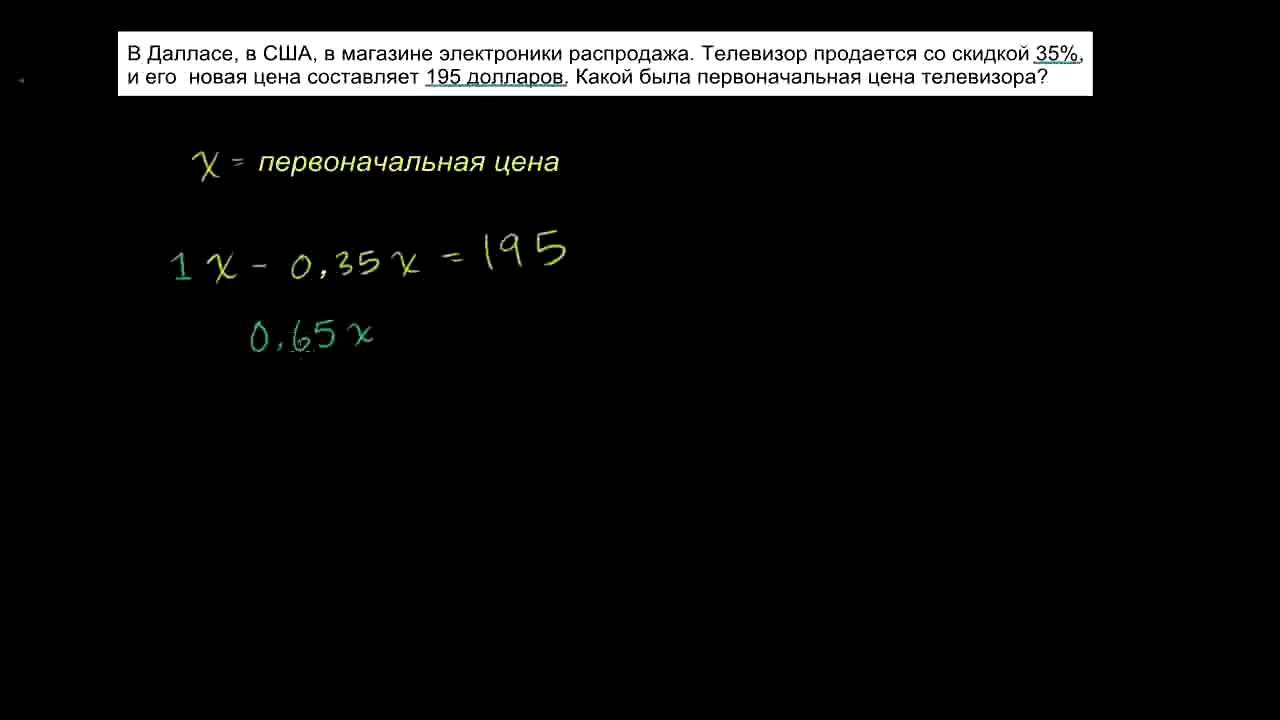 В Далласе, в США, в магазине электроники распродажа. Телевизор продается со скидкой 35%,
и его новая цена составляет 195 долларов. Какой была первоначальная цена телевизора?
x = первоначальная цена
1x - 0,35x = 195
0,65x